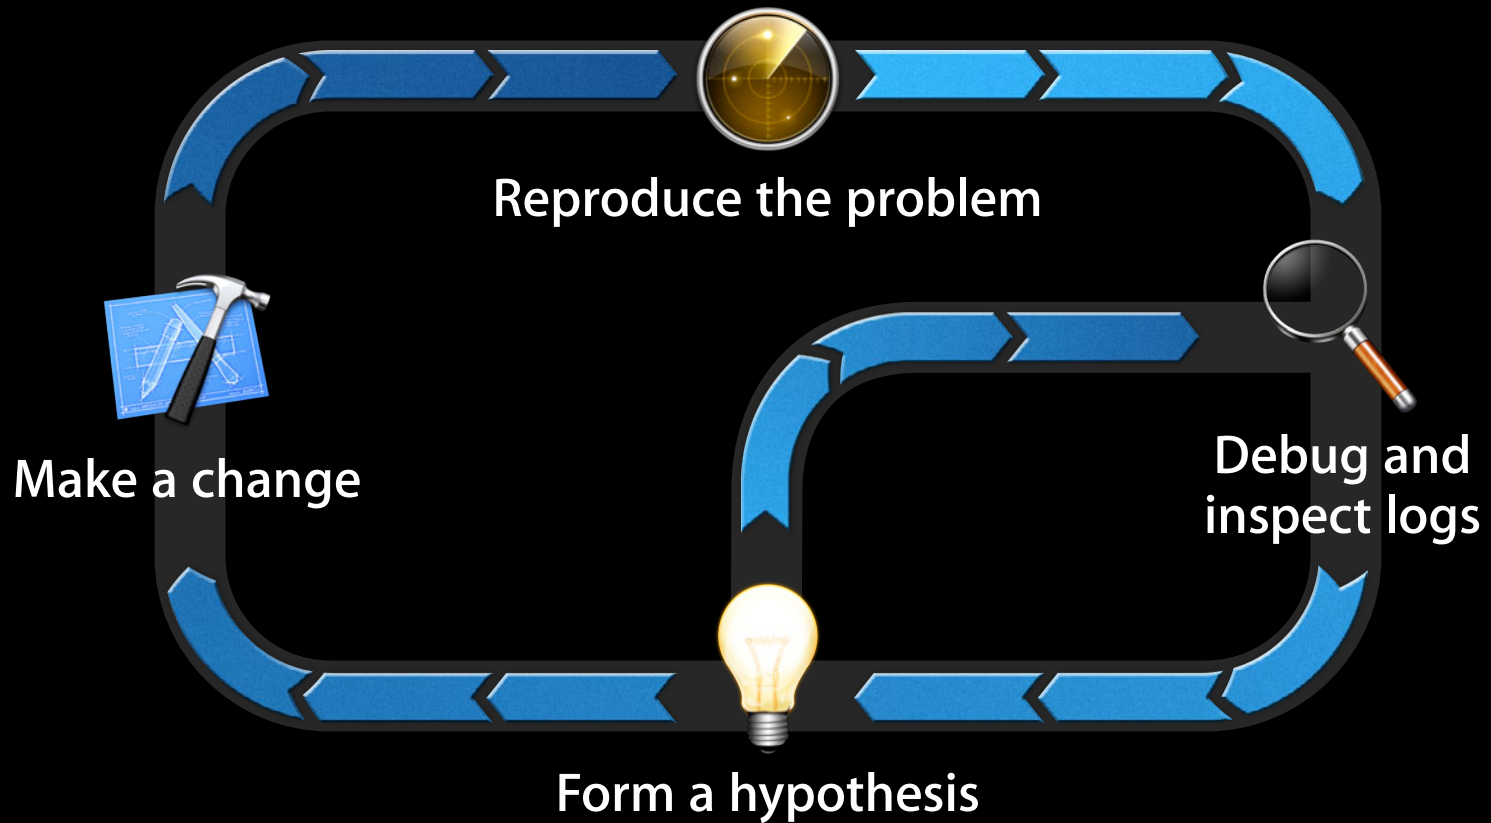 Reproduce the problem
Make a change
Debug and
inspect logs
Form a hypothesis